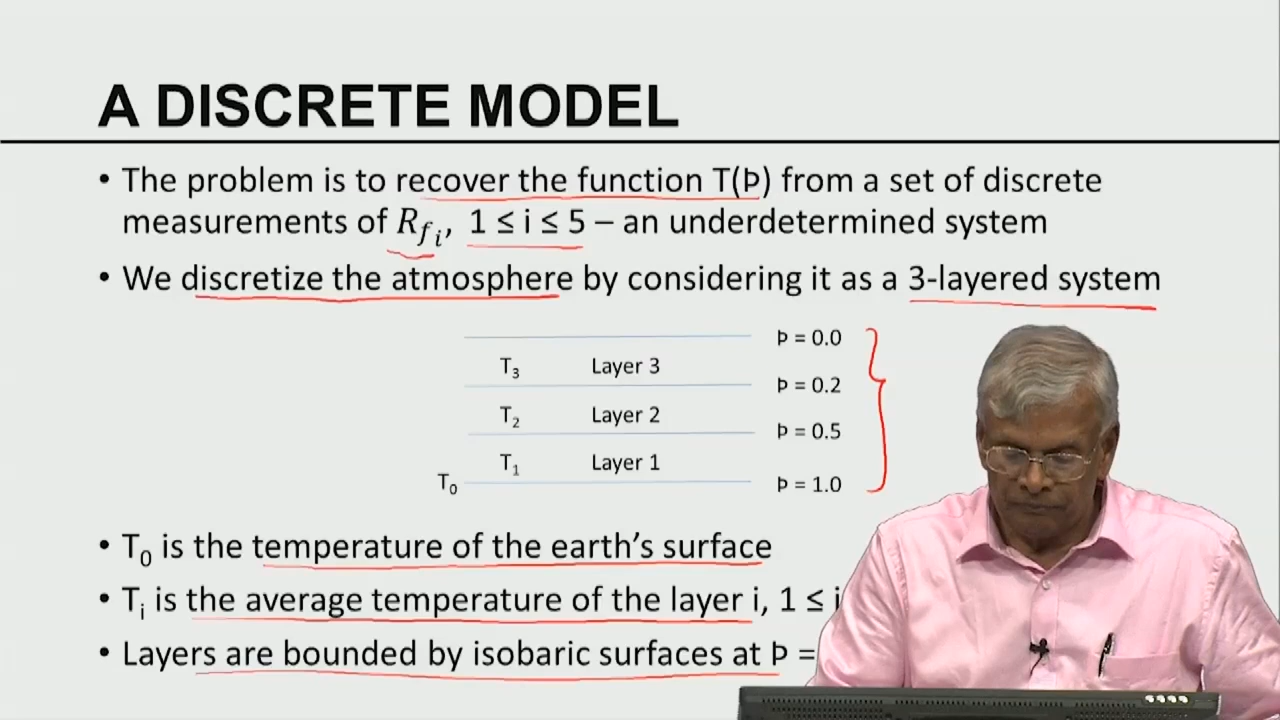 A DISCRETE MODEL
• The problem is to recover the function T(Þ) from a set of discrete
measurements of R_{f_i}, 1 ≤ i ≤ 5 – an underdetermined system
• We discretize the atmosphere by considering it as a 3-layered system
Þ = 0.0
T₃ Layer 3
Þ = 0.2
T₂ Layer 2
Þ = 0.5
T₁ Layer 1
T₀ Þ = 1.0
• T₀ is the temperature of the earth’s surface
• Tᵢ is the average temperature of the layer i, 1 ≤ i
• Layers are bounded by isobaric surfaces at Þ =